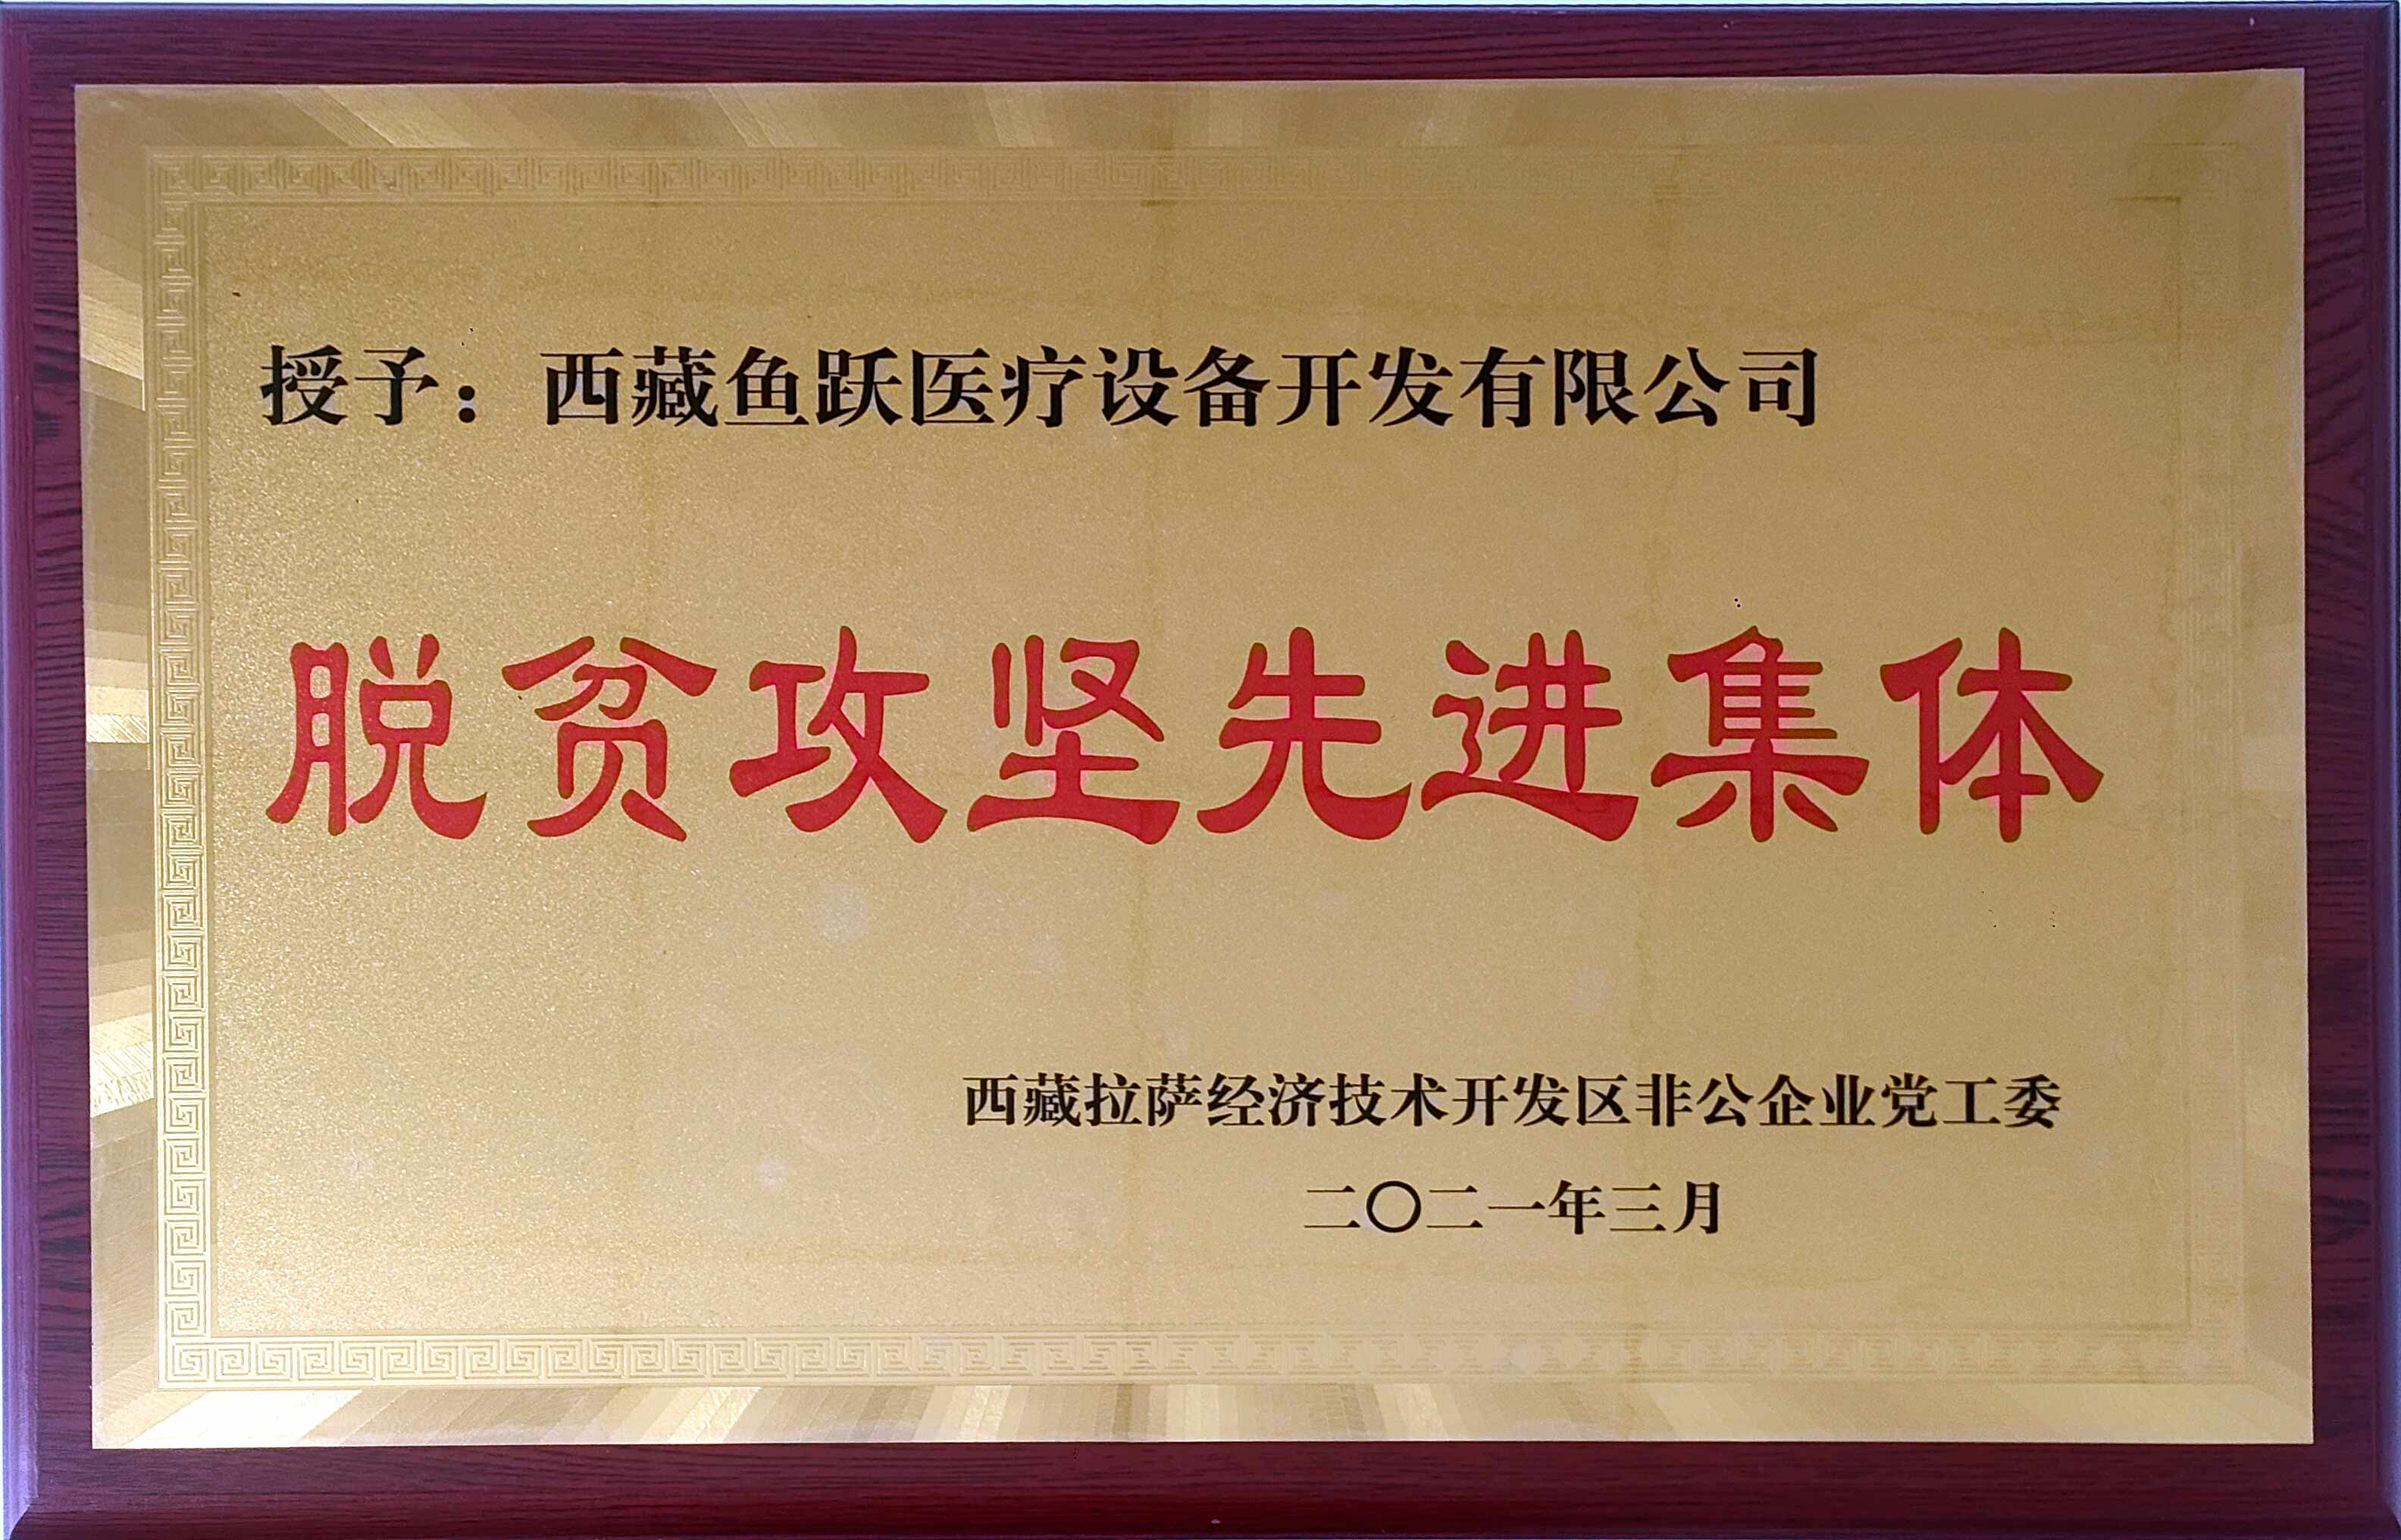 授予：西藏鱼跃医疗设备开发有限公司
脱贫攻坚先进集体
西藏拉萨经济技术开发区非公企业党工委
二〇二一年三月